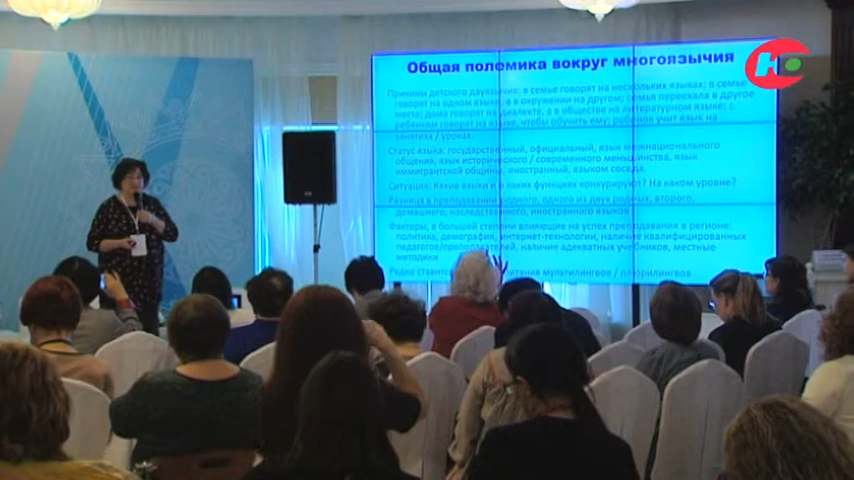 Общая полемика вокруг многоязычия
Причины детского двуязычия: в семье говорят на нескольких языках; в семье
говорят на одном языке, а в окружении на другом; семья переехала в другое
место; дома говорят на диалекте, а в обществе на литературном языке; с
ребенком говорят на языке, чтобы обучить ему; ребенок учит язык на
занятиях / уроках.
Статус языка: государственный, официальный, язык межнационального
общения, язык исторического / современного меньшинства, язык
иммигрантской общины, иностранный, языком соседа.
Ситуация: Какие языки и в каких функциях конкурируют? На каком уровне?
Разница в преподавании родного, одного из двух родных, второго,
домашнего, наследственного, иностранного языков
Факторы, в большей степени влияющие на успех преподавания в регионе:
политика, демография, интернет-технологии, наличие квалифицированных
педагогов/преподавателей, наличие адекватных учебников, местные
методики
Редко ставится мультилингвов / плюрилингвов